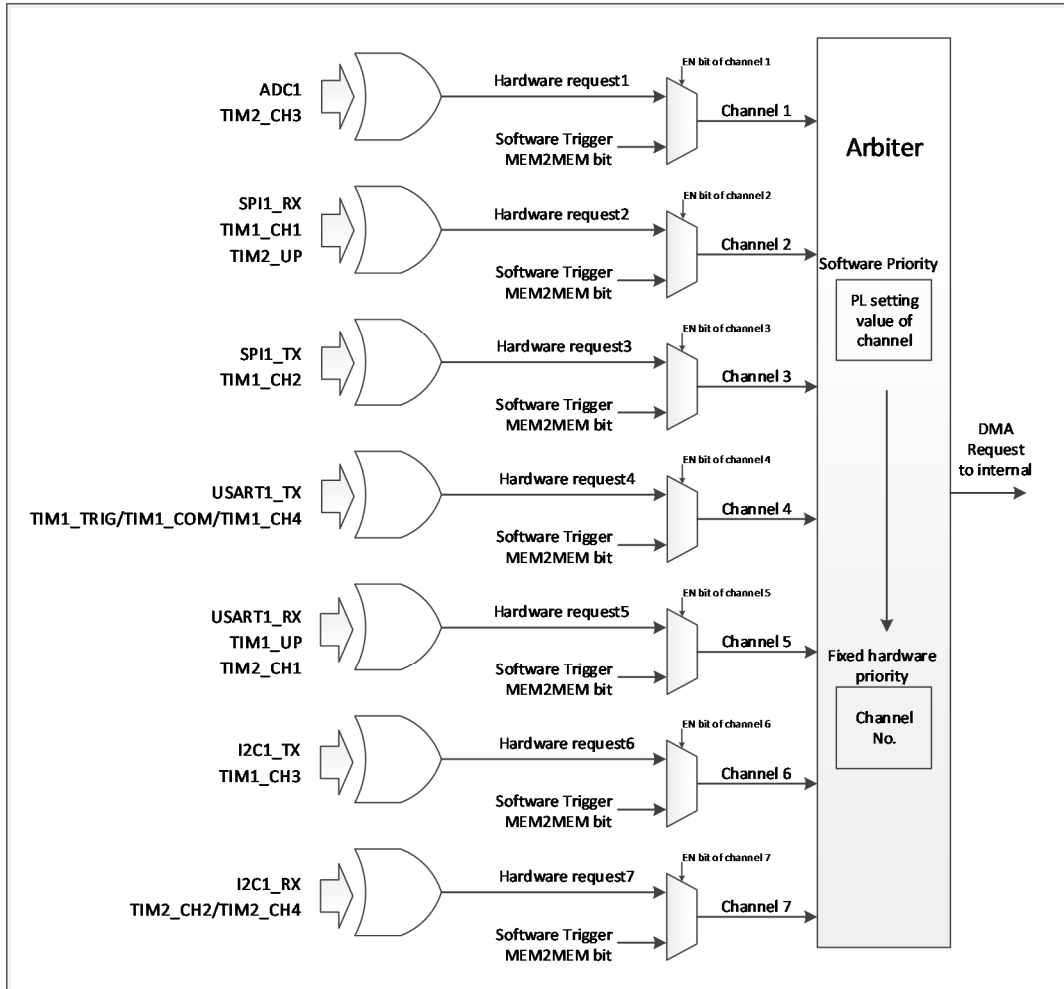 ADC1
TIM2_CH3
Hardware request1
EN bit of channel 1
Software Trigger
MEM2MEM bit
Channel 1
SPI1_RX
TIM1_CH1
TIM2_UP
Hardware request2
EN bit of channel 2
Software Trigger
MEM2MEM bit
Channel 2
SPI1_TX
TIM1_CH2
Hardware request3
EN bit of channel 3
Software Trigger
MEM2MEM bit
Channel 3
USART1_TX
TIM1_TRIG/TIM1_COM/TIM1_CH4
Hardware request4
EN bit of channel 4
Software Trigger
MEM2MEM bit
Channel 4
USART1_RX
TIM1_UP
TIM2_CH1
Hardware request5
EN bit of channel 5
Software Trigger
MEM2MEM bit
Channel 5
I2C1_TX
TIM1_CH3
Hardware request6
EN bit of channel 6
Software Trigger
MEM2MEM bit
Channel 6
I2C1_RX
TIM2_CH2/TIM2_CH4
Hardware request7
EN bit of channel 7
Software Trigger
MEM2MEM bit
Channel 7
Arbiter
Software Priority
PL setting
value of
channel
Fixed hardware
priority
Channel
No.
DMA
Request
to internal